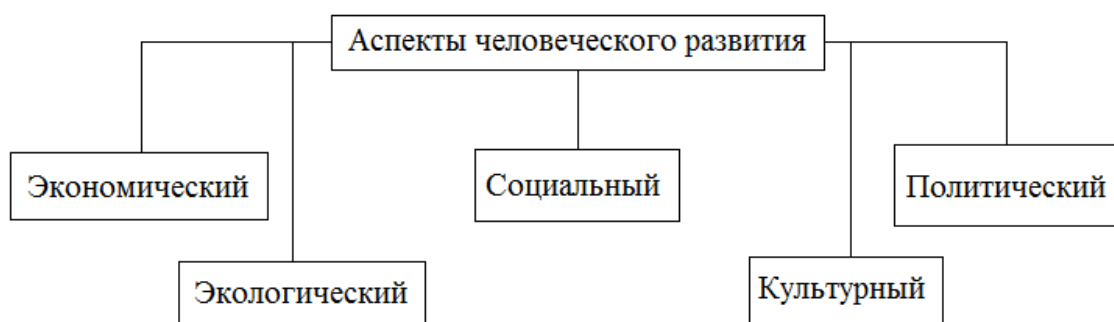 Аспекты человеческого развития
Экономический
Социальный
Политический
Экологический
Культурный